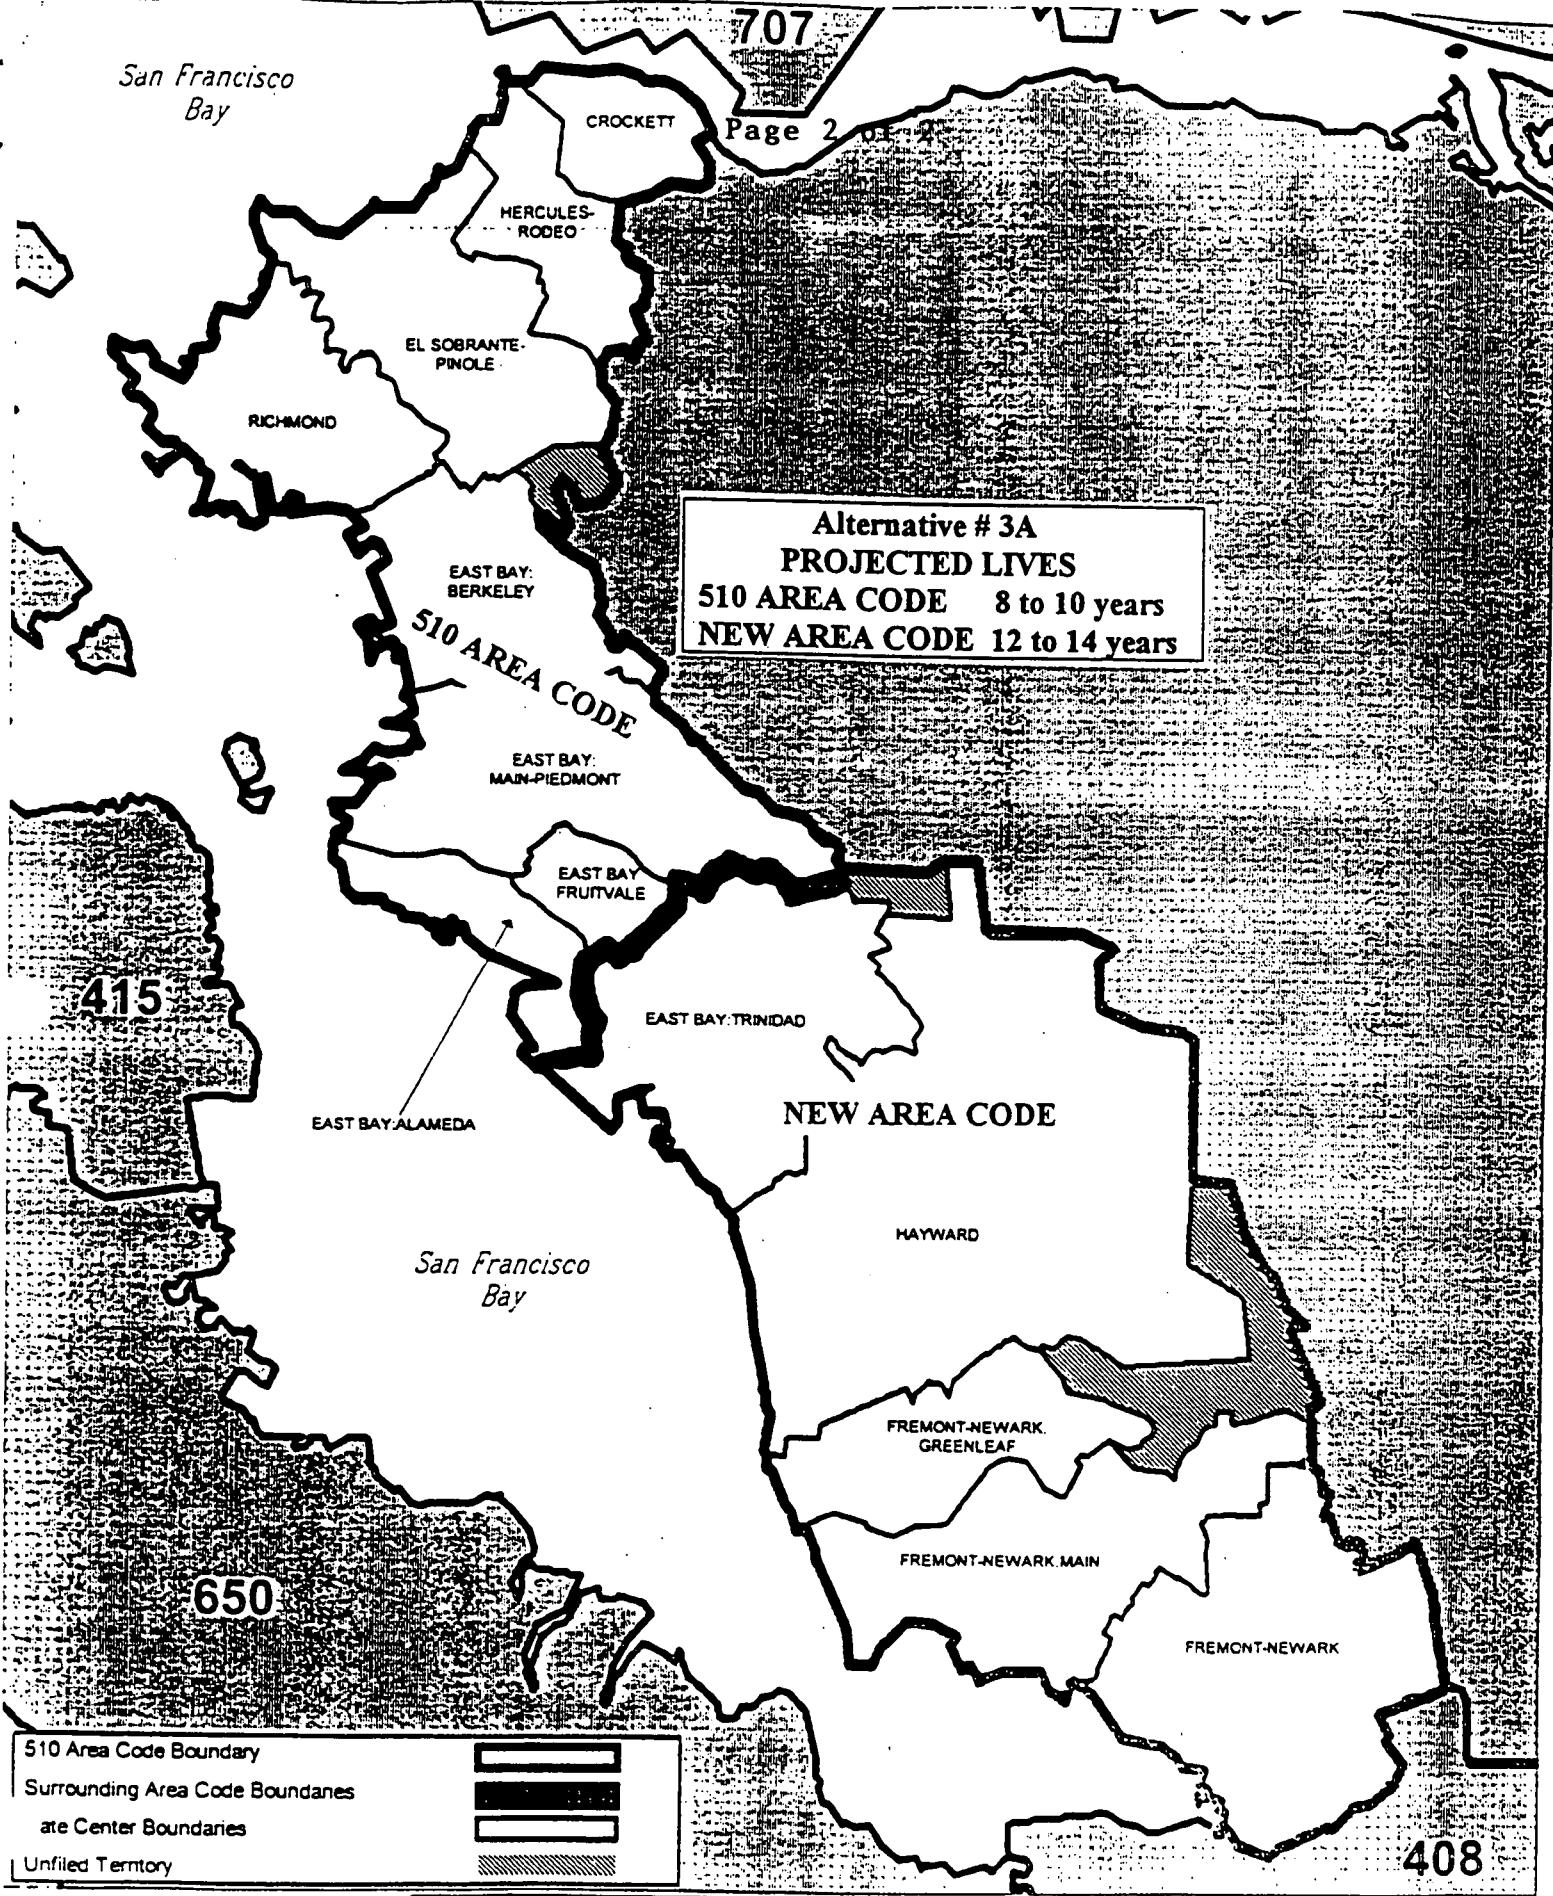 707
San Francisco
Bay
CROCKETT
Page 2 of 2
HERCULES-
RODEO
EL SOBRANTE-
PINOLE
RICHMOND
Alternative # 3A
PROJECTED LIVES
510 AREA CODE 8 to 10 years
NEW AREA CODE 12 to 14 years
EAST BAY:
BERKELEY
510 AREA CODE
EAST BAY:
MAIN-PIEDMONT
EAST BAY
FRUITVALE
415
EAST BAY:TRINIDAD
EAST BAY:ALAMEDA
NEW AREA CODE
HAYWARD
San Francisco
Bay
FREMONT-NEWARK.
GREENLEAF
FREMONT-NEWARK.MAIN
650
FREMONT-NEWARK
510 Area Code Boundary
Surrounding Area Code Boundaries
ate Center Boundaries
Unfiled Territory
408